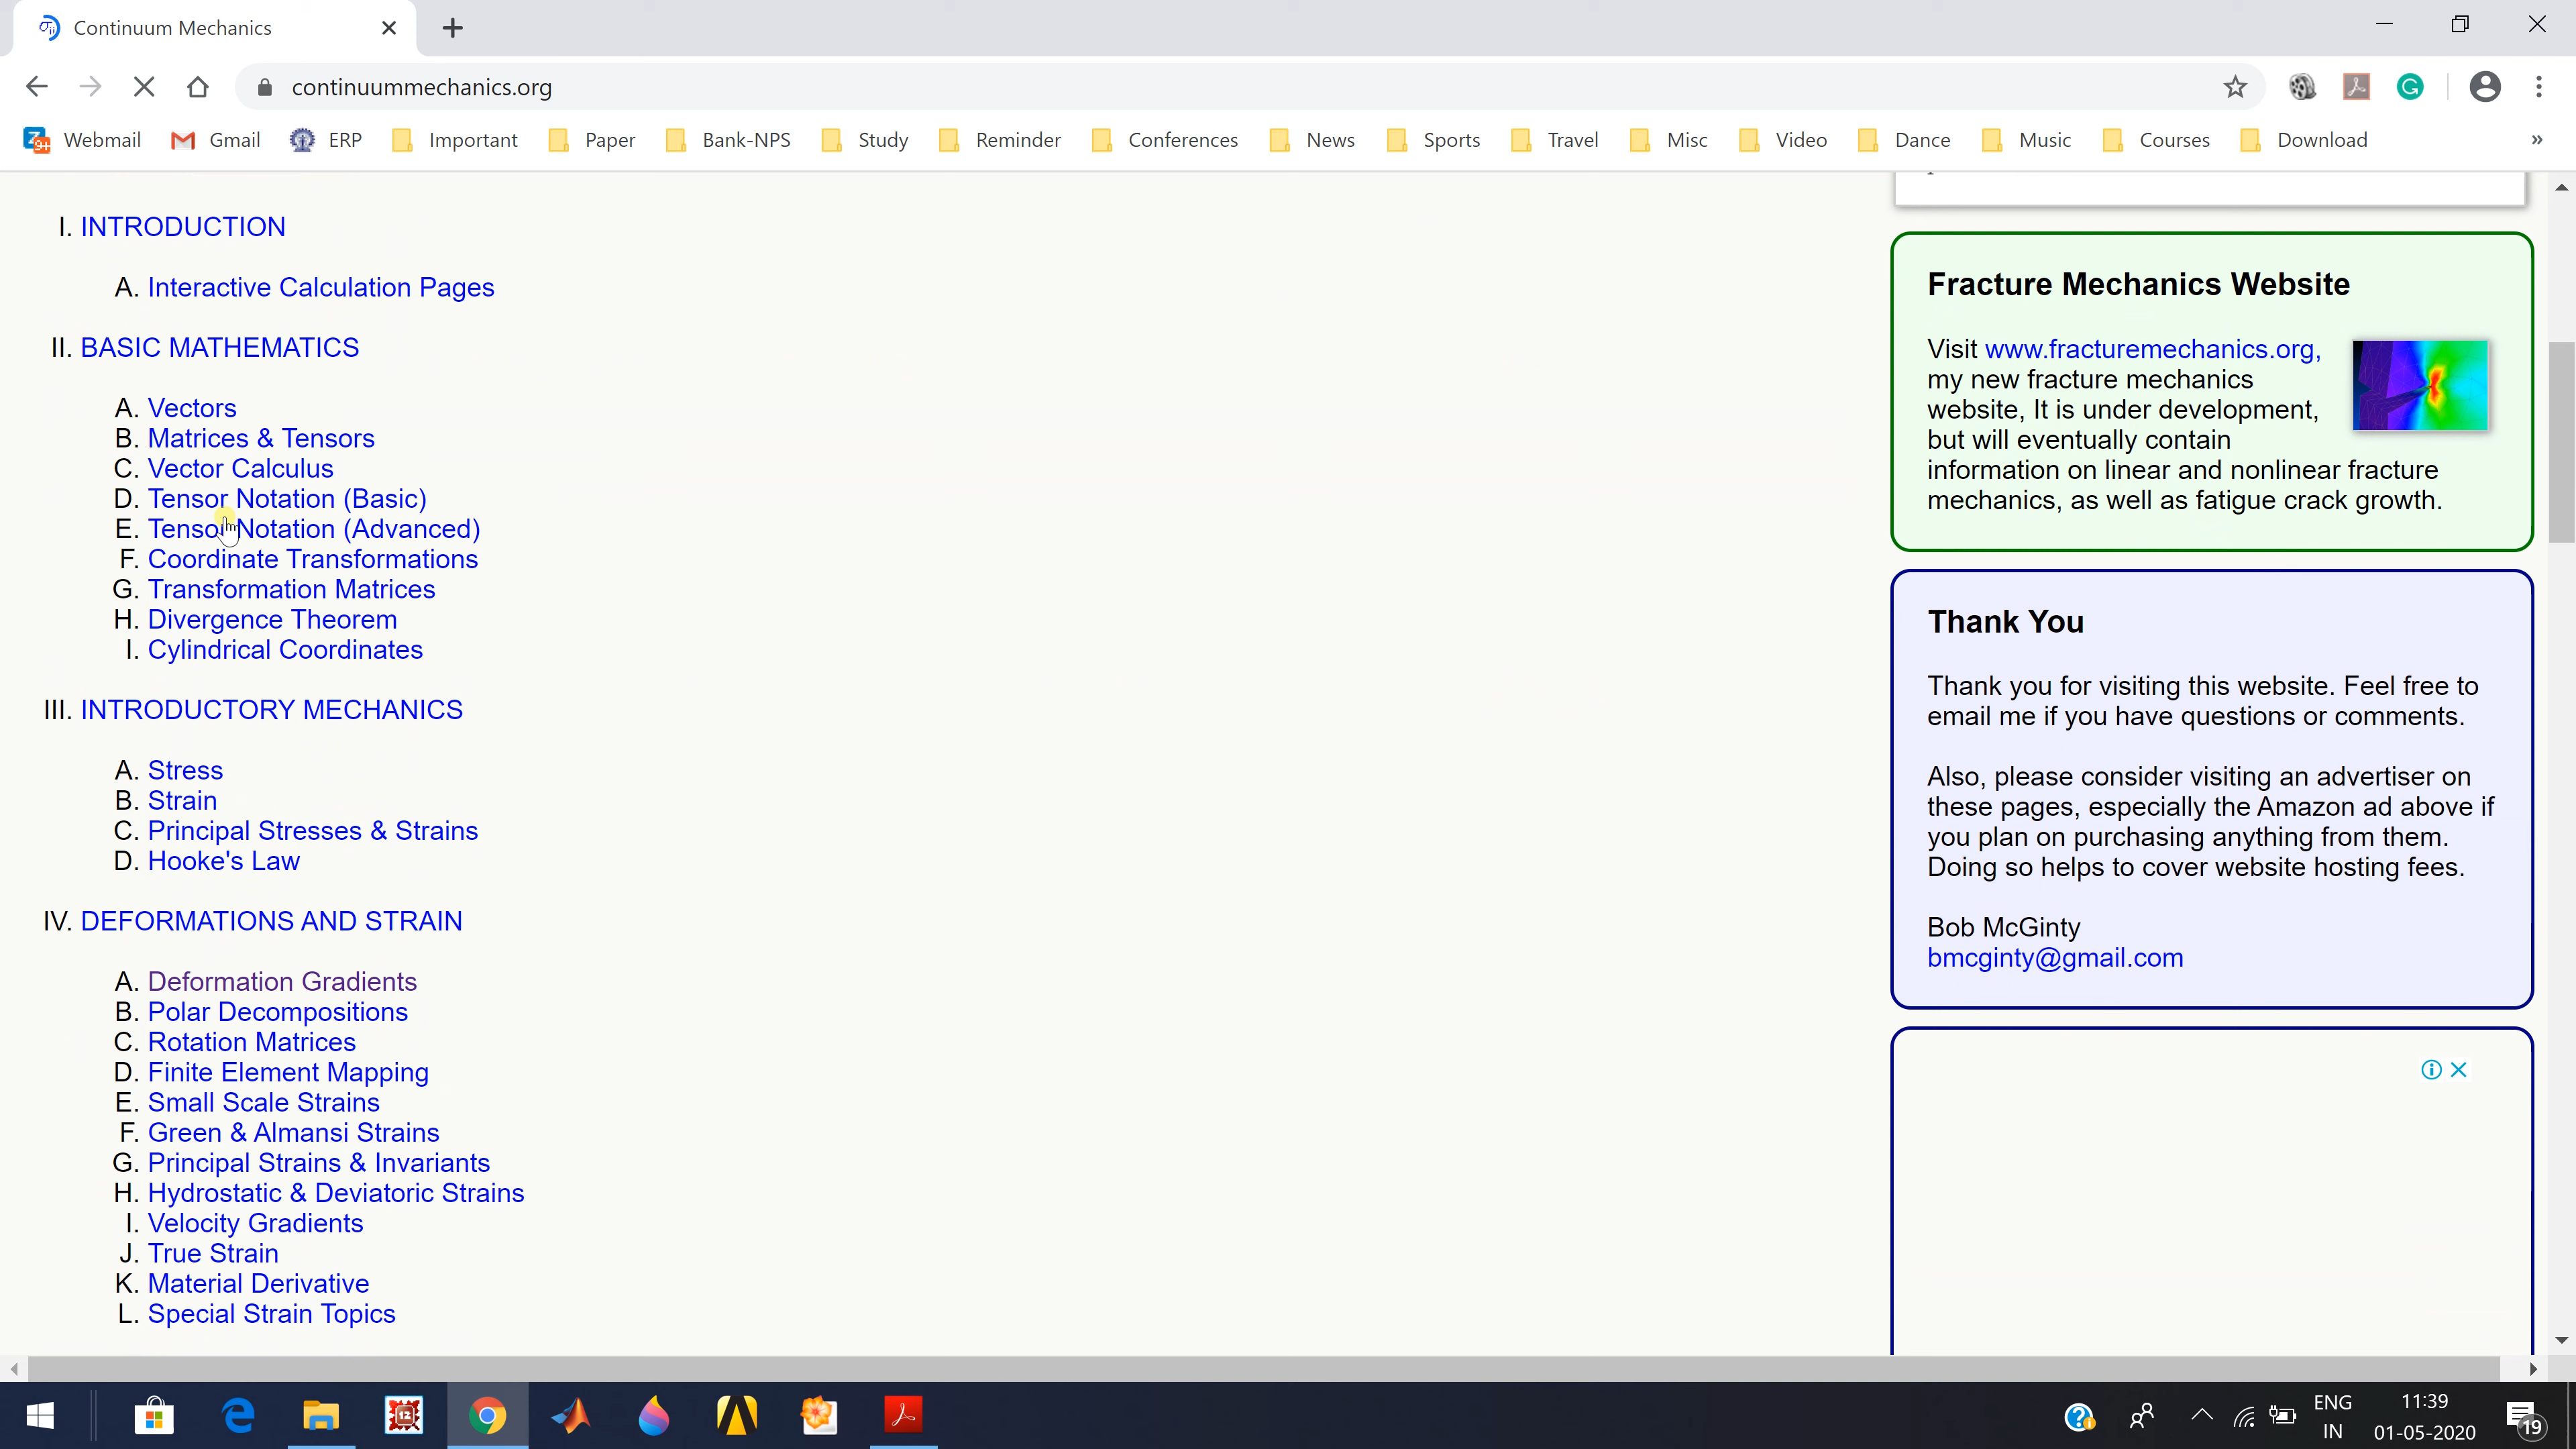 Continuum Mechanics
continuummechanics.org
Webmail Gmail ERP Important Paper Bank-NPS Study Reminder Conferences News Sports Travel Misc Video Dance Music Courses Download »
I. INTRODUCTION
A. Interactive Calculation Pages
II. BASIC MATHEMATICS
A. Vectors
B. Matrices & Tensors
C. Vector Calculus
D. Tensor Notation (Basic)
E. Tensor Notation (Advanced)
F. Coordinate Transformations
G. Transformation Matrices
H. Divergence Theorem
I. Cylindrical Coordinates
III. INTRODUCTORY MECHANICS
A. Stress
B. Strain
C. Principal Stresses & Strains
D. Hooke's Law
IV. DEFORMATIONS AND STRAIN
A. Deformation Gradients
B. Polar Decompositions
C. Rotation Matrices
D. Finite Element Mapping
E. Small Scale Strains
F. Green & Almansi Strains
G. Principal Strains & Invariants
H. Hydrostatic & Deviatoric Strains
I. Velocity Gradients
J. True Strain
K. Material Derivative
L. Special Strain Topics
Fracture Mechanics Website
Visit www.fracturemechanics.org,
my new fracture mechanics
website, It is under development,
but will eventually contain
information on linear and nonlinear fracture
mechanics, as well as fatigue crack growth.
Thank You
Thank you for visiting this website. Feel free to
email me if you have questions or comments.
Also, please consider visiting an advertiser on
these pages, especially the Amazon ad above if
you plan on purchasing anything from them.
Doing so helps to cover website hosting fees.
Bob McGinty
bmcginty@gmail.com
ENG
IN
11:39
01-05-2020
19